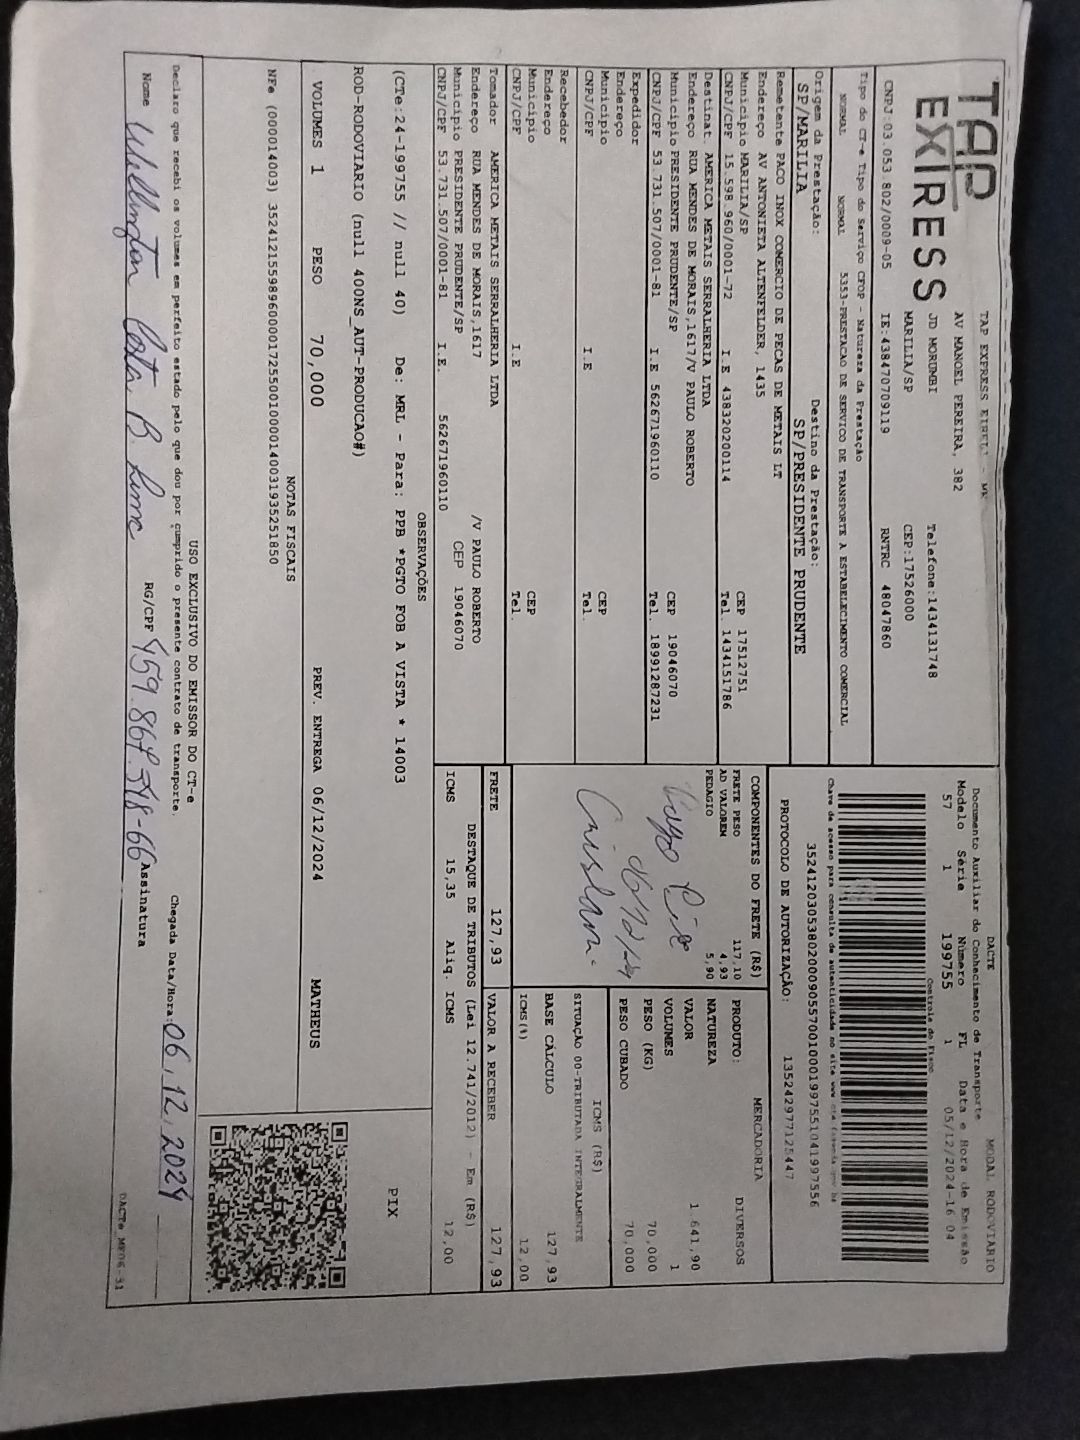 TAP
EXPRESS
TAP EXPRESS EIRELI - ME
AV MANOEL PEREIRA, 382
JD MORUMBI Telefone:1434131748
MARILIA/SP CEP:17526000
CNPJ:03.053.802/0009-05 IE:438470709119 RNTRC 48047860
DACTE MODAL RODOVIARIO
Documento Auxiliar do Conhecimento de Transporte
Modelo Série Número FL Data e Hora de Emissão
57 1 199755 1 05/12/2024-16 04
Controle do Fisco
Tipo do CT-e Tipo do Serviço CFOP - Natureza da Prestação
NORMAL NORMAL 5353-PRESTACAO DE SERVICO DE TRANSPORTE A ESTABELECIMENTO COMERCIAL
Chave de acesso para consulta de autenticidade no site www cte fazenda gov br
35241203053802000905570010001997551041997556
PROTOCOLO DE AUTORIZAÇÃO: 135242977125447
Origem da Prestação: Destino da Prestação:
SP/MARILIA SP/PRESIDENTE PRUDENTE
Remetente PACO INOX COMERCIO DE PECAS DE METAIS LT
Endereço AV ANTONIETA ALTENFELDER, 1435
Município MARILIA/SP CEP 17512751
CNPJ/CPF 15.598.960/0001-72 I.E 438320200114 Tel. 1434151786
Destinat. AMERICA METAIS SERRALHERIA LTDA
Endereço RUA MENDES DE MORAIS,1617/V PAULO ROBERTO
Município PRESIDENTE PRUDENTE/SP CEP 19046070
CNPJ/CPF 53.731.507/0001-81 I.E 562671960110 Tel. 18991287231
Expedidor
Endereço
Município CEP
CNPJ/CPF I.E Tel.
Recebedor
Endereço
Município CEP
CNPJ/CPF I.E Tel.
Tomador AMERICA METAIS SERRALHERIA LTDA
Endereço RUA MENDES DE MORAIS,1617 /V PAULO ROBERTO
Município PRESIDENTE PRUDENTE/SP CEP 19046070
CNPJ/CPF 53.731.507/0001-81 I.E. 562671960110
COMPONENTES DO FRETE (R$)
FRETE PESO 117,10
AD VALOREM 4,93
PEDAGIO 5,90
06/12/24
MERCADORIA
PRODUTO: DIVERSOS
NATUREZA
VALOR 1.641,90
VOLUMES 1
PESO (KG) 70,000
PESO CUBADO 70,000
ICMS (R$)
SITUAÇÃO 00-TRIBUTADA INTEGRALMENTE
BASE CÁLCULO 127,93
ICMS(%) 12,00
FRETE 127,93 VALOR A RECEBER 127,93
DESTAQUE DE TRIBUTOS (Lei 12.741/2012) - Em (R$)
ICMS 15,35 Aliq. ICMS 12,00
OBSERVAÇÕES
(CTe:24-199755 // null 40) De: MRL - Para: PPB *PGTO FOB A VISTA * 14003
ROD-RODOVIARIO (null 400NS_AUT-PRODUCAO#)
PIX
VOLUMES 1 PESO 70,000 PREV. ENTREGA 06/12/2024 MATHEUS
NOTAS FISCAIS
NFe (000014003) 35241215598960000172550010000140031935251850
USO EXCLUSIVO DO EMISSOR DO CT-e
Declaro que recebi os volumes em perfeito estado pelo que dou por cumprido o presente contrato de transporte. Chegada Data/Hora: 06, 12, 2024
Nome Wellington Costa B. Lima RG/CPF 459.867.378-66 Assinatura